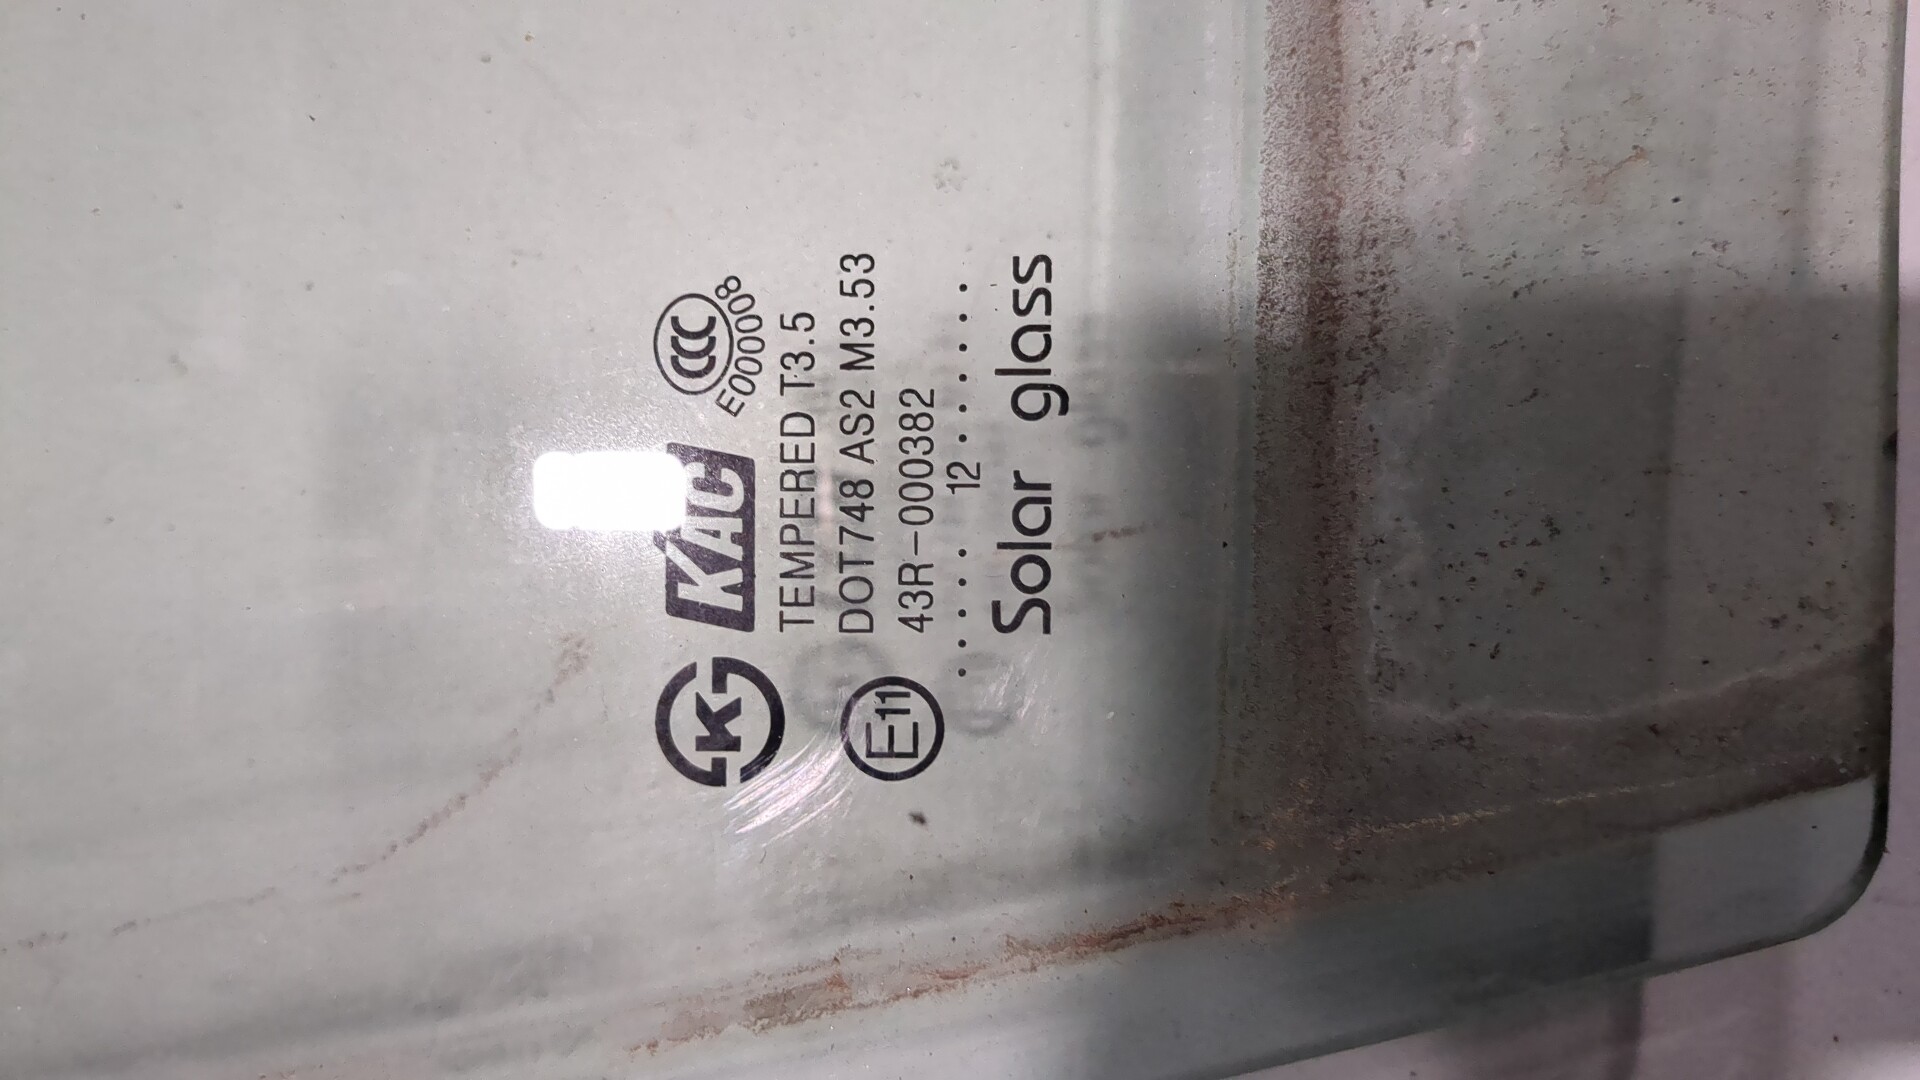 K KAC CCC
E000008
TEMPERED T3.5
DOT748 AS2 M3.53
E11 43R-000382
.....12.......
Solar glass